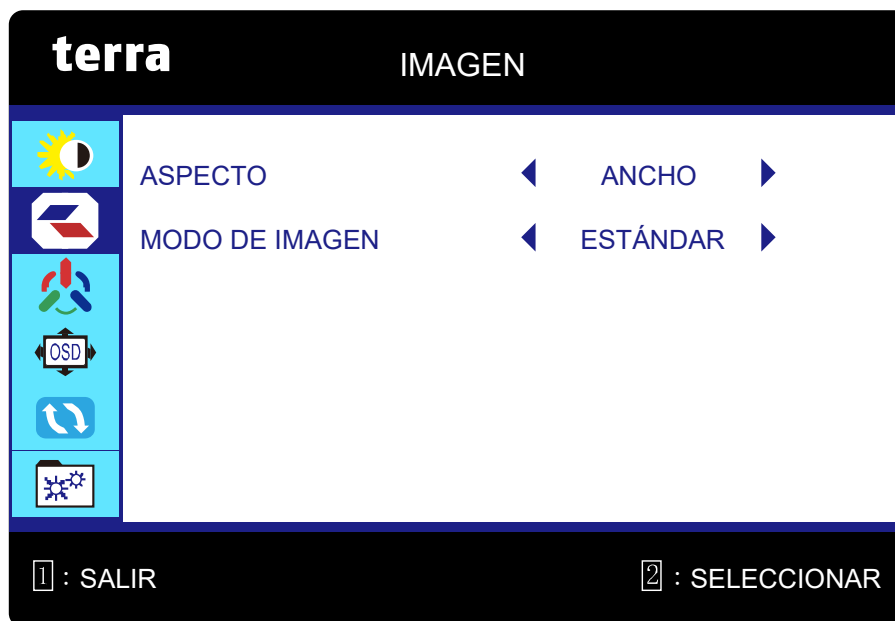 terra
IMAGEN
ASPECTO ANCHO
MODO DE IMAGEN ESTÁNDAR
OSD
1 : SALIR 2 : SELECCIONAR